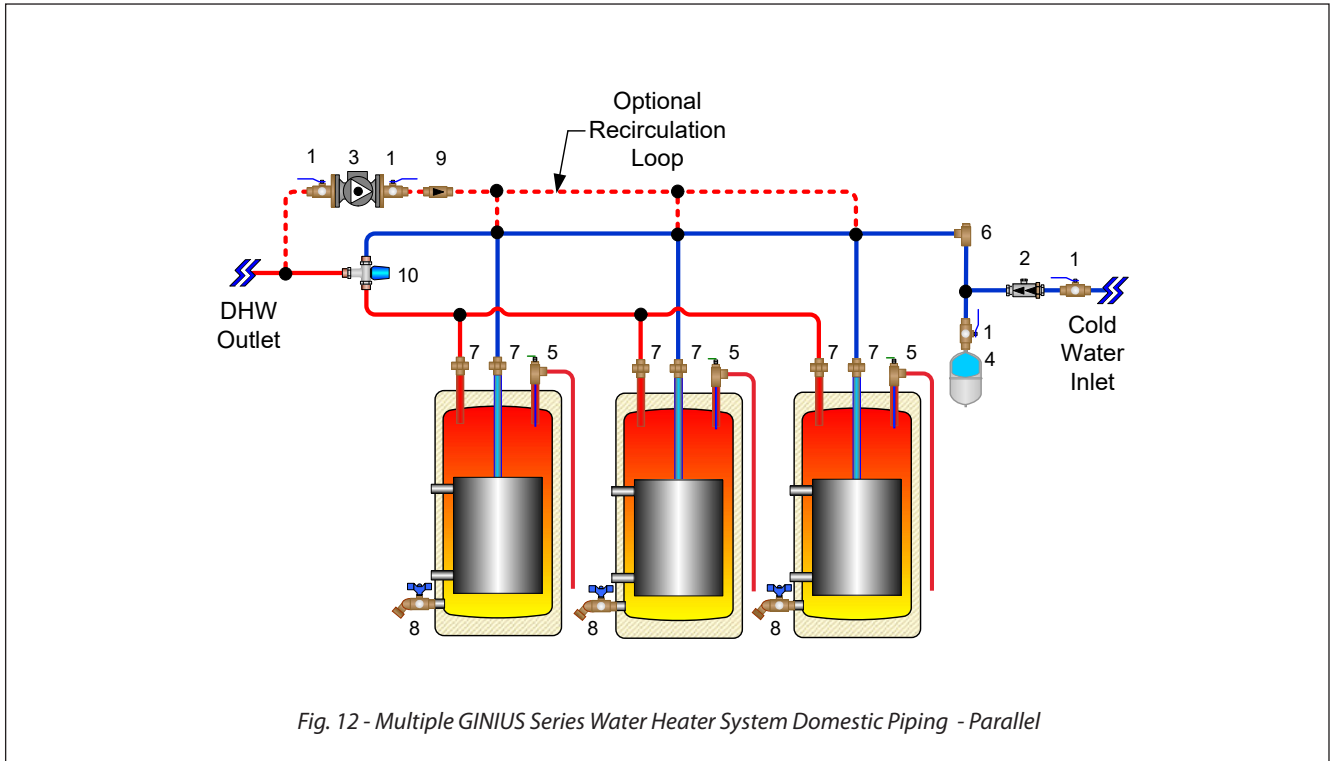 Optional
Recirculation
Loop
1 3 1 9
6
2 1
10
DHW
Outlet
Cold
Water
Inlet
1
4
7 7 5 7 7 5 7 7 5
8 8 8
Fig. 12 - Multiple GINIUS Series Water Heater System Domestic Piping - Parallel